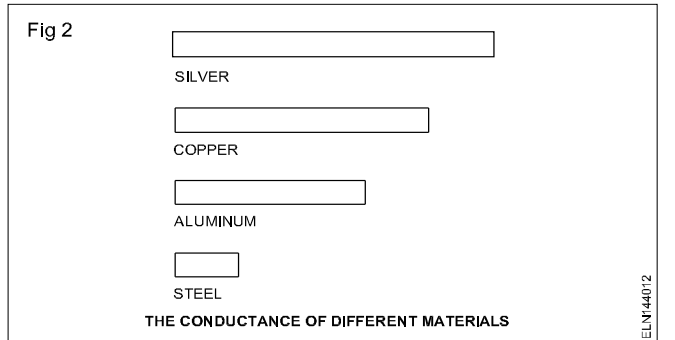 Fig 2
SILVER
COPPER
ALUMINUM
STEEL
THE CONDUCTANCE OF DIFFERENT MATERIALS
ELN144012